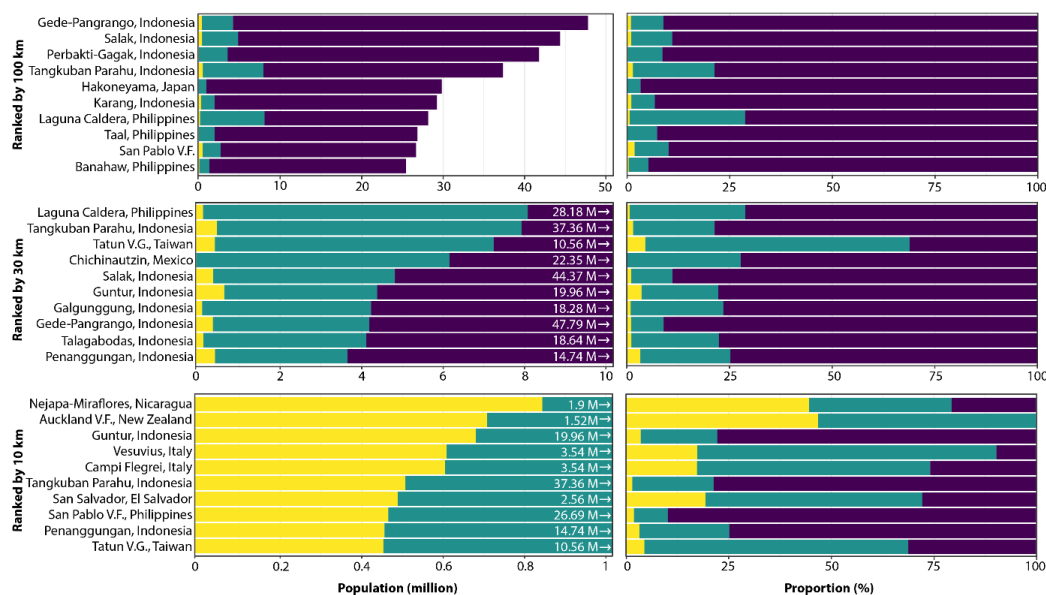 Ranked by 100 km
Gede-Pangrango, Indonesia
Salak, Indonesia
Perbakti-Gagak, Indonesia
Tangkuban Parahu, Indonesia
Hakoneyama, Japan
Karang, Indonesia
Laguna Caldera, Philippines
Taal, Philippines
San Pablo V.F.
Banahaw, Philippines
0 10 20 30 40 50
0 25 50 75 100
Ranked by 30 km
Laguna Caldera, Philippines 28.18 M→
Tangkuban Parahu, Indonesia 37.36 M→
Tatun V.G., Taiwan 10.56 M→
Chichinautzin, Mexico 22.35 M→
Salak, Indonesia 44.37 M→
Guntur, Indonesia 19.96 M→
Galgunggung, Indonesia 18.28 M→
Gede-Pangrango, Indonesia 47.79 M→
Talagabodas, Indonesia 18.64 M→
Penanggungan, Indonesia 14.74 M→
0 2 4 6 8 10
0 25 50 75 100
Ranked by 10 km
Nejapa-Miraflores, Nicaragua 1.9 M→
Auckland V.F., New Zealand 1.52M→
Guntur, Indonesia 19.96 M→
Vesuvius, Italy 3.54 M→
Campi Flegrei, Italy 3.54 M→
Tangkuban Parahu, Indonesia 37.36 M→
San Salvador, El Salvador 2.56 M→
San Pablo V.F., Philippines 26.69 M→
Penanggungan, Indonesia 14.74 M→
Tatun V.G., Taiwan 10.56 M→
0 0.2 0.4 0.6 0.8 1
0 25 50 75 100
Population (million)
Proportion (%)